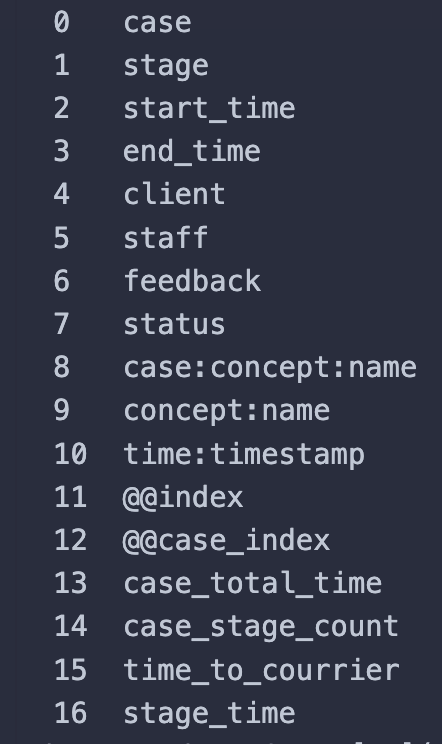 0 case
1 stage
2 start_time
3 end_time
4 client
5 staff
6 feedback
7 status
8 case:concept:name
9 concept:name
10 time:timestamp
11 @@index
12 @@case_index
13 case_total_time
14 case_stage_count
15 time_to_courrier
16 stage_time